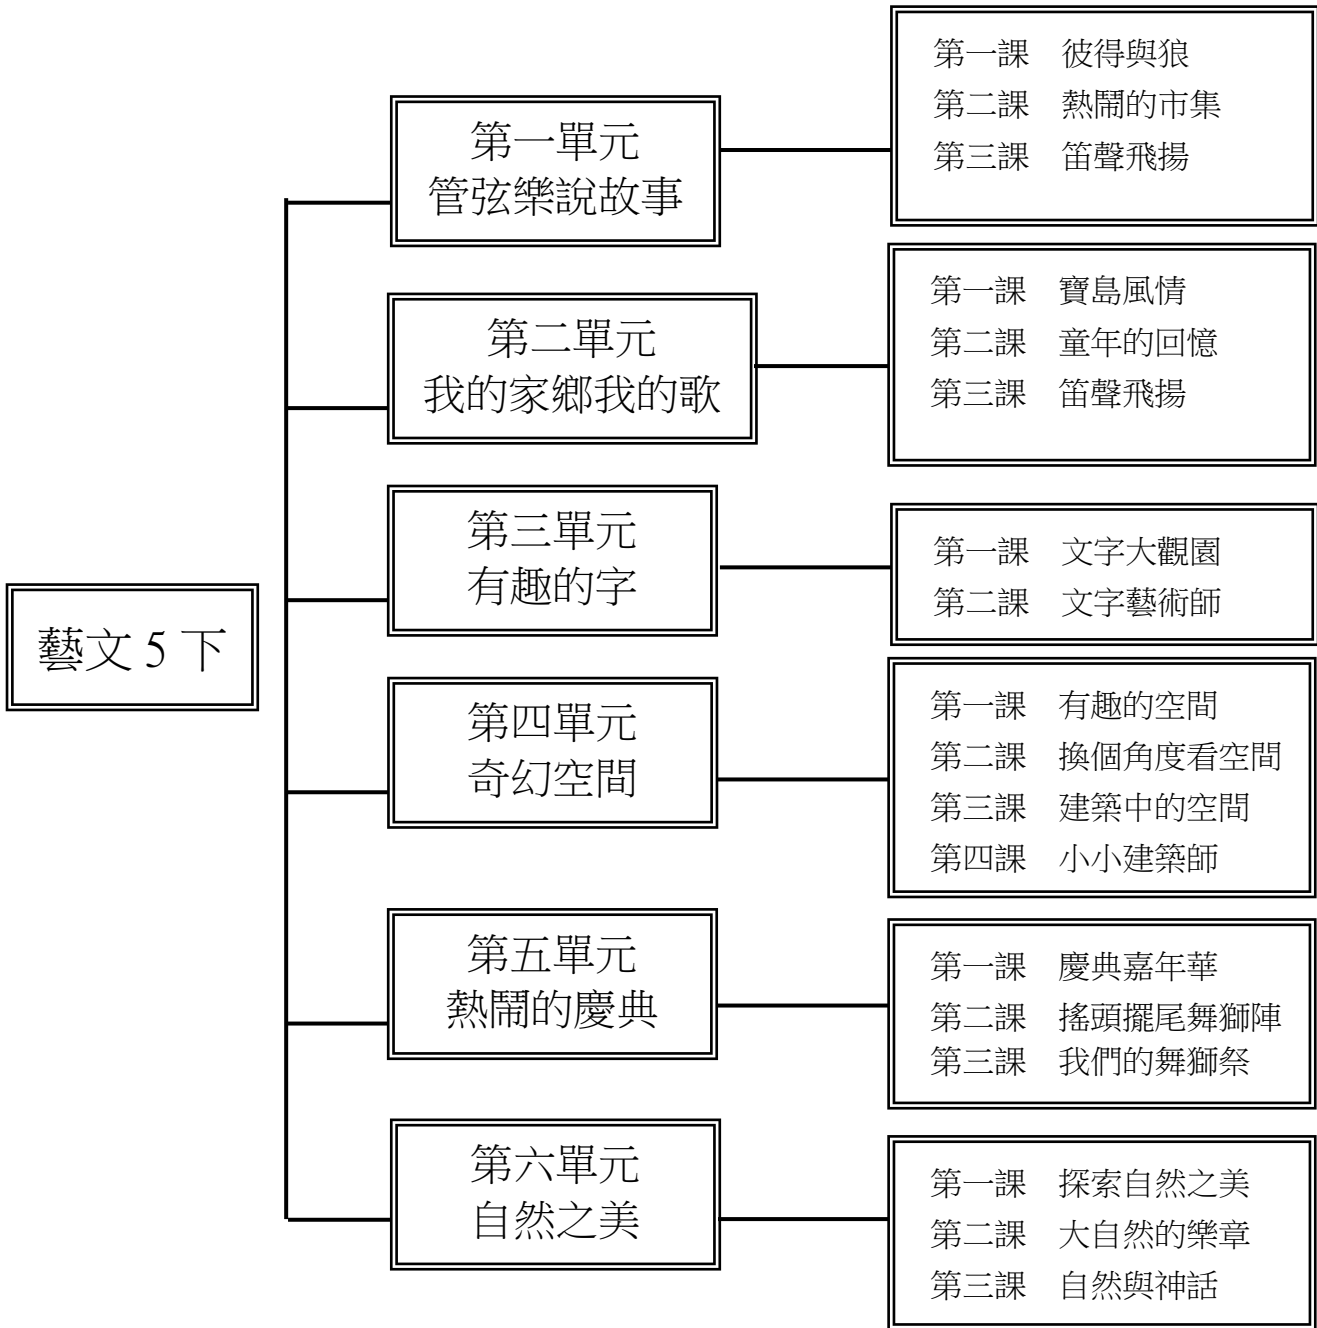 藝文 5 下
第一單元
管弦樂說故事
第一課　彼得與狼
第二課　熱鬧的市集
第三課　笛聲飛揚
第二單元
我的家鄉我的歌
第一課　寶島風情
第二課　童年的回憶
第三課　笛聲飛揚
第三單元
有趣的字
第一課　文字大觀園
第二課　文字藝術師
第四單元
奇幻空間
第一課　有趣的空間
第二課　換個角度看空間
第三課　建築中的空間
第四課　小小建築師
第五單元
熱鬧的慶典
第一課　慶典嘉年華
第二課　搖頭擺尾舞獅陣
第三課　我們的舞獅祭
第六單元
自然之美
第一課　探索自然之美
第二課　大自然的樂章
第三課　自然與神話